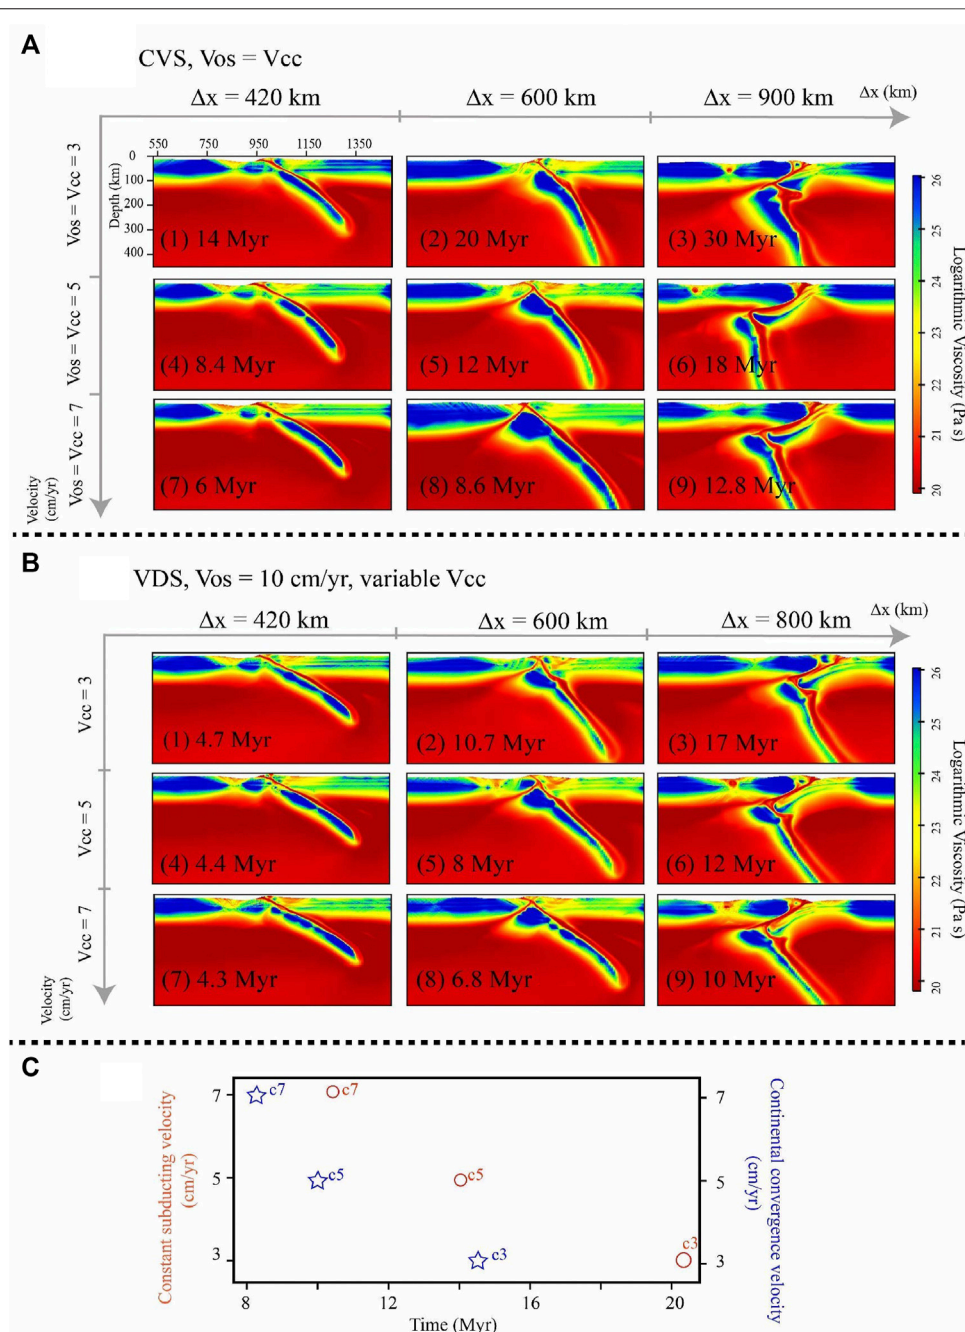 A
CVS, Vos = Vcc
Δx = 420 km
Δx = 600 km
Δx = 900 km
Δx (km)
550 750 950 1150 1350
0
100
200
300
400
Depth (km)
Vos = Vcc = 3
(1) 14 Myr
(2) 20 Myr
(3) 30 Myr
Vos = Vcc = 5
(4) 8.4 Myr
(5) 12 Myr
(6) 18 Myr
Vos = Vcc = 7
(7) 6 Myr
(8) 8.6 Myr
(9) 12.8 Myr
Velocity
(cm/yr)
26
25
24
23
22
21
20
Logarithmic Viscosity (Pa s)
B
VDS, Vos = 10 cm/yr, variable Vcc
Δx = 420 km
Δx = 600 km
Δx = 800 km
Δx (km)
Vcc = 3
(1) 4.7 Myr
(2) 10.7 Myr
(3) 17 Myr
Vcc = 5
(4) 4.4 Myr
(5) 8 Myr
(6) 12 Myr
Vcc = 7
(7) 4.3 Myr
(8) 6.8 Myr
(9) 10 Myr
Velocity
(cm/yr)
26
25
24
23
22
21
20
Logarithmic Viscosity (Pa s)
C
Constant subducting velocity
(cm/yr)
7
5
3
c7
c7
c5
c5
c3
c3
7
5
3
Continental convergence velocity
(cm/yr)
8 12 16 20
Time (Myr)